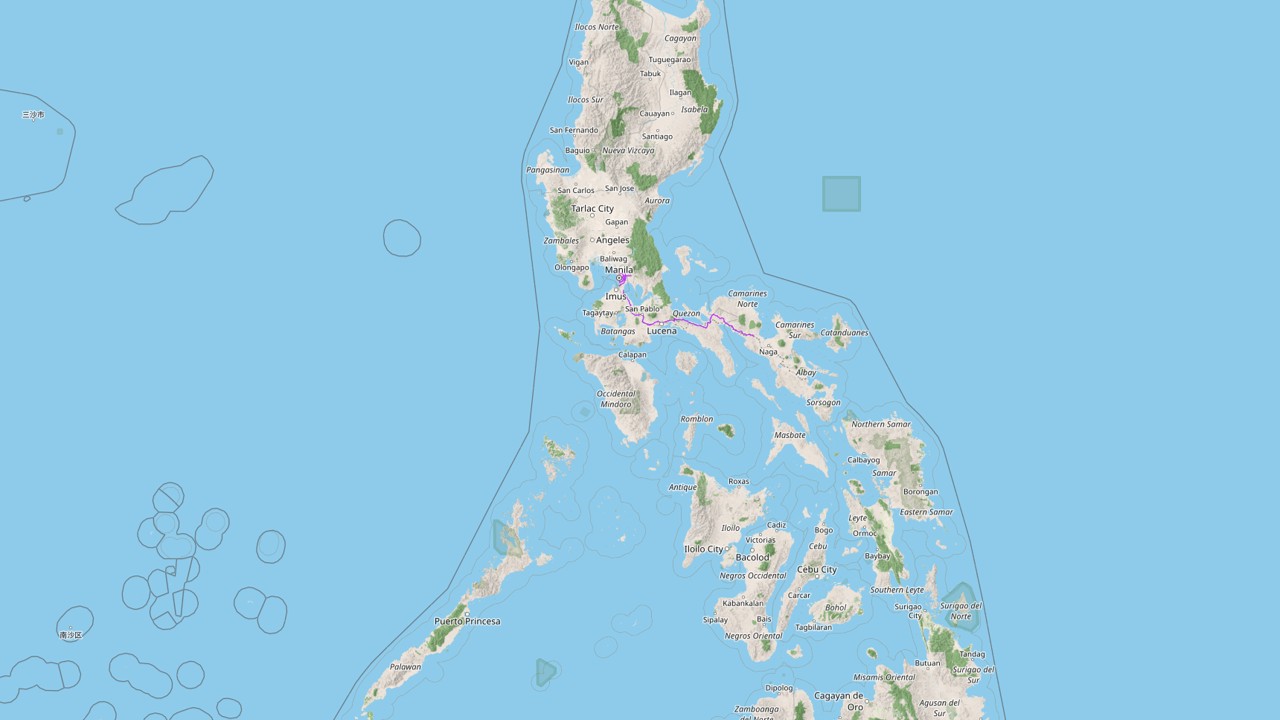 Ilocos Norte
Cagayan
Vigan
Tuguegarao
Tabuk
Ilagan
Ilocos Sur
Isabela
Cauayan
三沙市
San Fernando
Santiago
Baguio
Nueva Vizcaya
Pangasinan
San Carlos
San Jose
Aurora
Tarlac City
Gapan
Zambales
Angeles
Baliwag
Olongapo
Manila
Imus
Camarines
Norte
San Pablo
Tagaytay
Quezon
Batangas
Lucena
Camarines
Sur
Catanduanes
Calapan
Naga
Albay
Occidental
Mindoro
Sorsogon
Romblon
Northern Samar
Masbate
Calbayog
Samar
Roxas
Antique
Borongan
Eastern Samar
Leyte
Iloilo
Cadiz
Bogo
Ormoc
Victorias
Cebu
Iloilo City
Bacolod
Baybay
Cebu City
Negros Occidental
Southern Leyte
Carcar
Kabankalan
Bohol
Surigao
City
Surigao del
Norte
Sipalay
Bais
Puerto Princesa
Tagbilaran
Negros Oriental
南沙区
Tandag
Palawan
Butuan
Surigao del
Sur
Misamis Oriental
Dipolog
Cagayan de
Oro
Agusan del
Sur
Zamboanga
del Norte